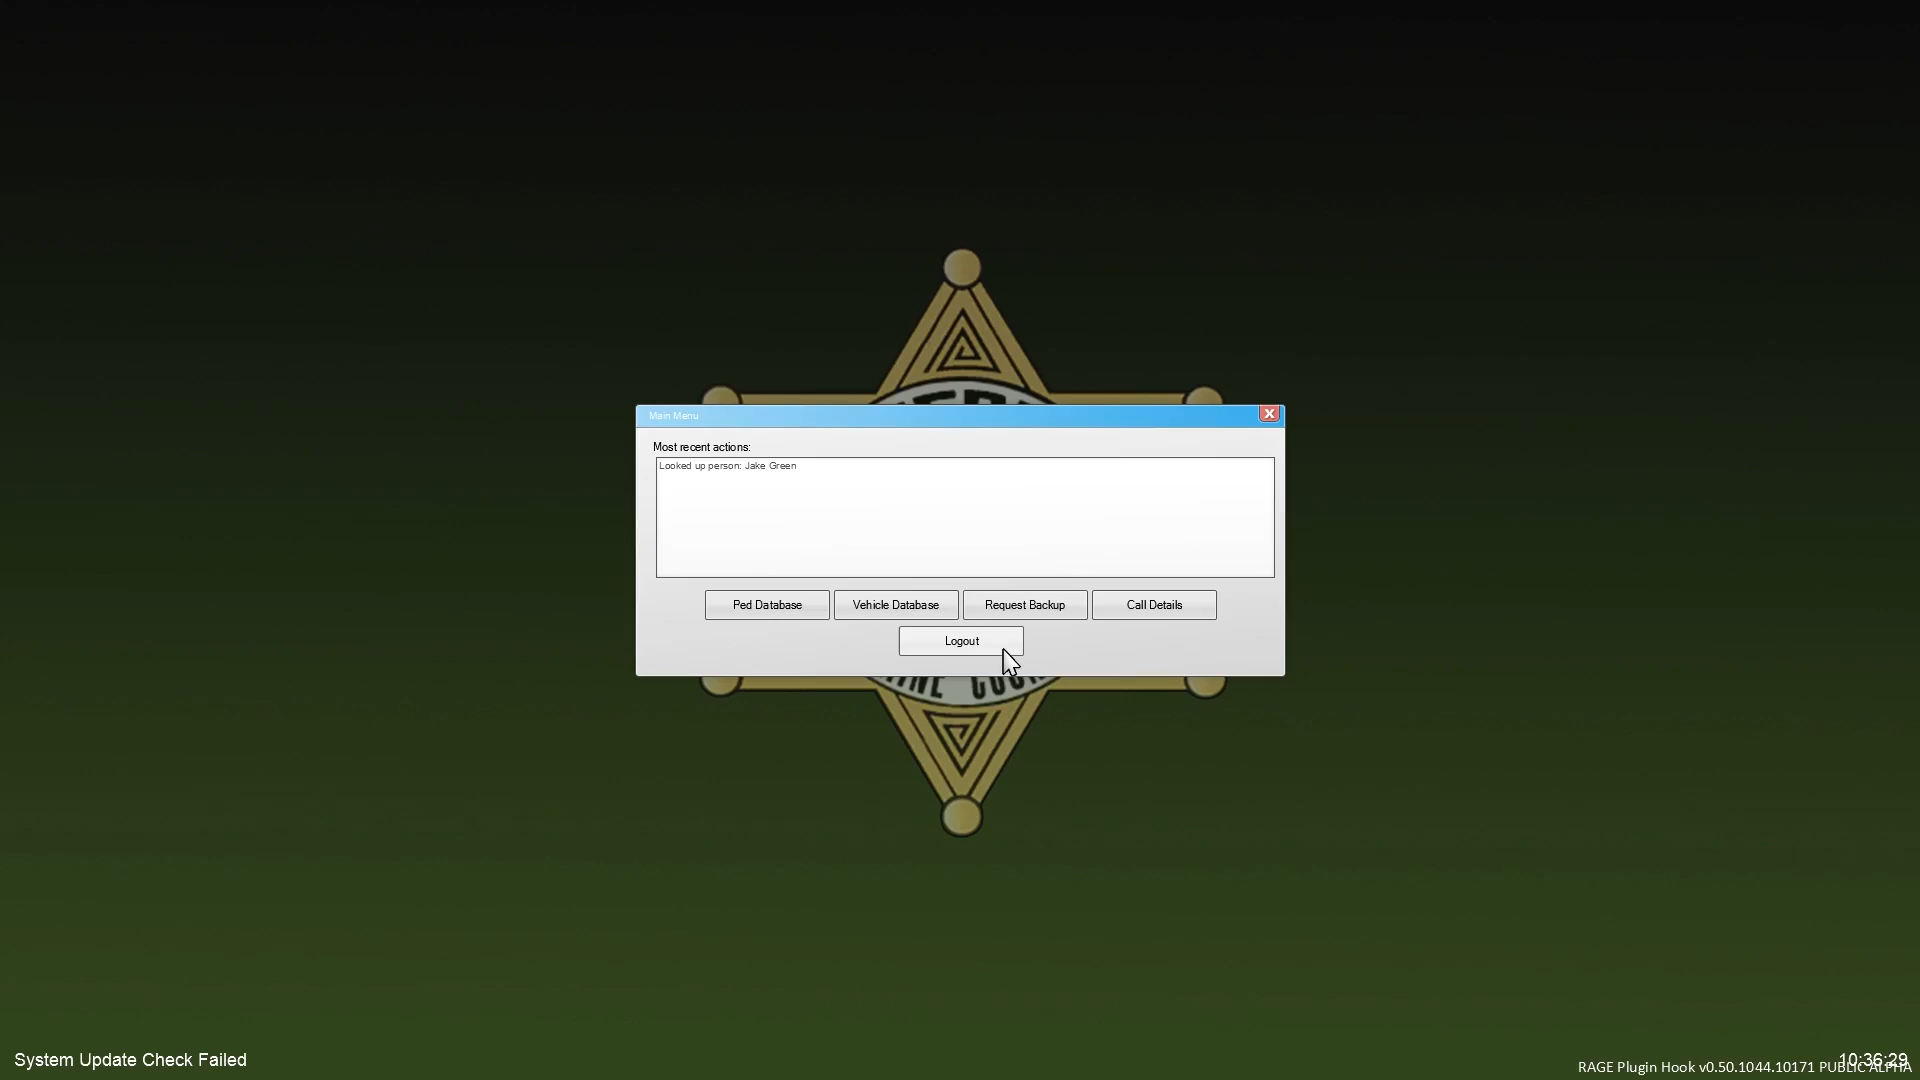 Main Menu
Most recent actions:
Looked up person: Jake Green
Ped Database
Vehicle Database
Request Backup
Call Details
Logout
System Update Check Failed
10:36:29
RAGE Plugin Hook v0.50.1044.10171 PUBLIC ALPHA